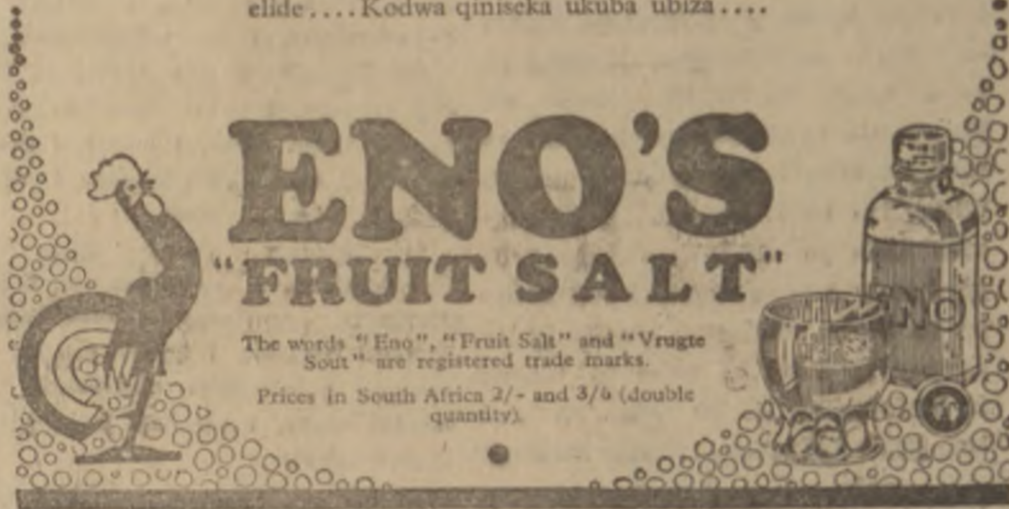 elide....Kodwa qiniseka ukuba ubiza....
ENO'S
"FRUIT SALT"
The words "Eno", "Fruit Salt" and "Vrugte
Sout" are registered trade marks.
Prices in South Africa 2/- and 3/6 (double
quantity).
ENO